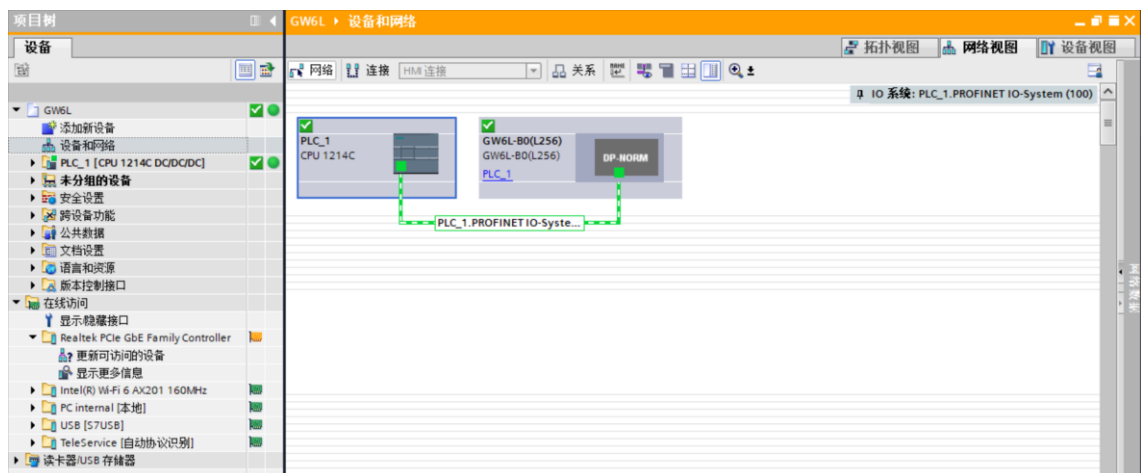 项目树
GW6L ▸ 设备和网络
设备
拓扑视图
网络视图
设备视图
网络
连接
HMI 连接
关系
IO 系统: PLC_1.PROFINET IO-System (100)
GW6L
添加新设备
设备和网络
PLC_1 [CPU 1214C DC/DC/DC]
未分组的设备
安全设置
跨设备功能
公共数据
文档设置
语言和资源
版本控制接口
在线访问
显示/隐藏接口
Realtek PCIe GbE Family Controller
更新可访问的设备
显示更多信息
Intel(R) Wi-Fi 6 AX201 160MHz
PC internal [本地]
USB [S7USB]
TeleService [自动协议识别]
读卡器/USB 存储器
PLC_1
CPU 1214C
GW6L-B0(L256)
GW6L-B0(L256)
PLC_1
DP-NORM
PLC_1.PROFINET IO-Syste...